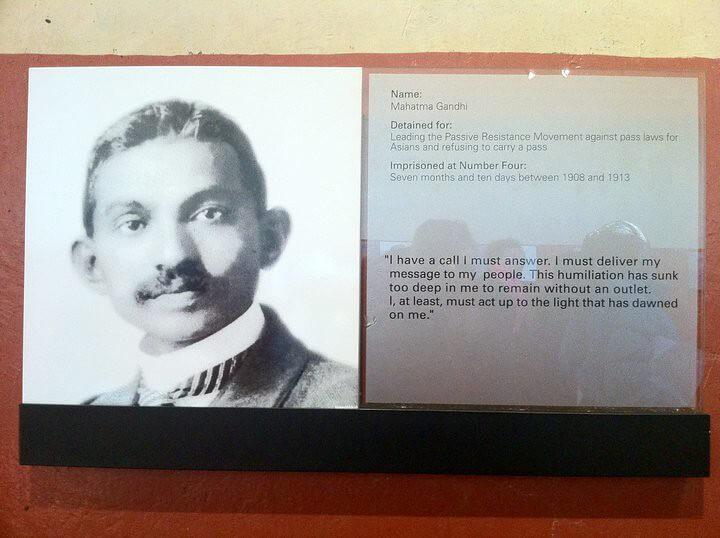 Name:
Mahatma Gandhi
Detained for:
Leading the Passive Resistance Movement against pass laws for
Asians and refusing to carry a pass
Imprisoned at Number Four:
Seven months and ten days between 1908 and 1913
"I have a call I must answer. I must deliver my
message to my people. This humiliation has sunk
too deep in me to remain without an outlet.
I, at least, must act up to the light that has dawned
on me."